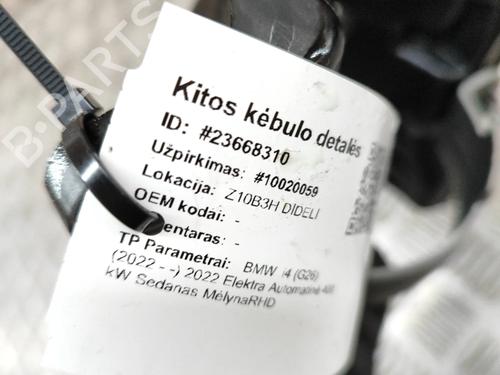 Kitos kėbulo detalės
ID: #23668310
Užpirkimas: #10020059
Lokacija: Z10B3H DIDELI
OEM kodai: -
entaras: -
TP Parametrai: BMW i4 (G26)
(2022 - -) 2022 Elektra Automatinė 400
kW Sedanas MėlynaRHD
B-PARTS